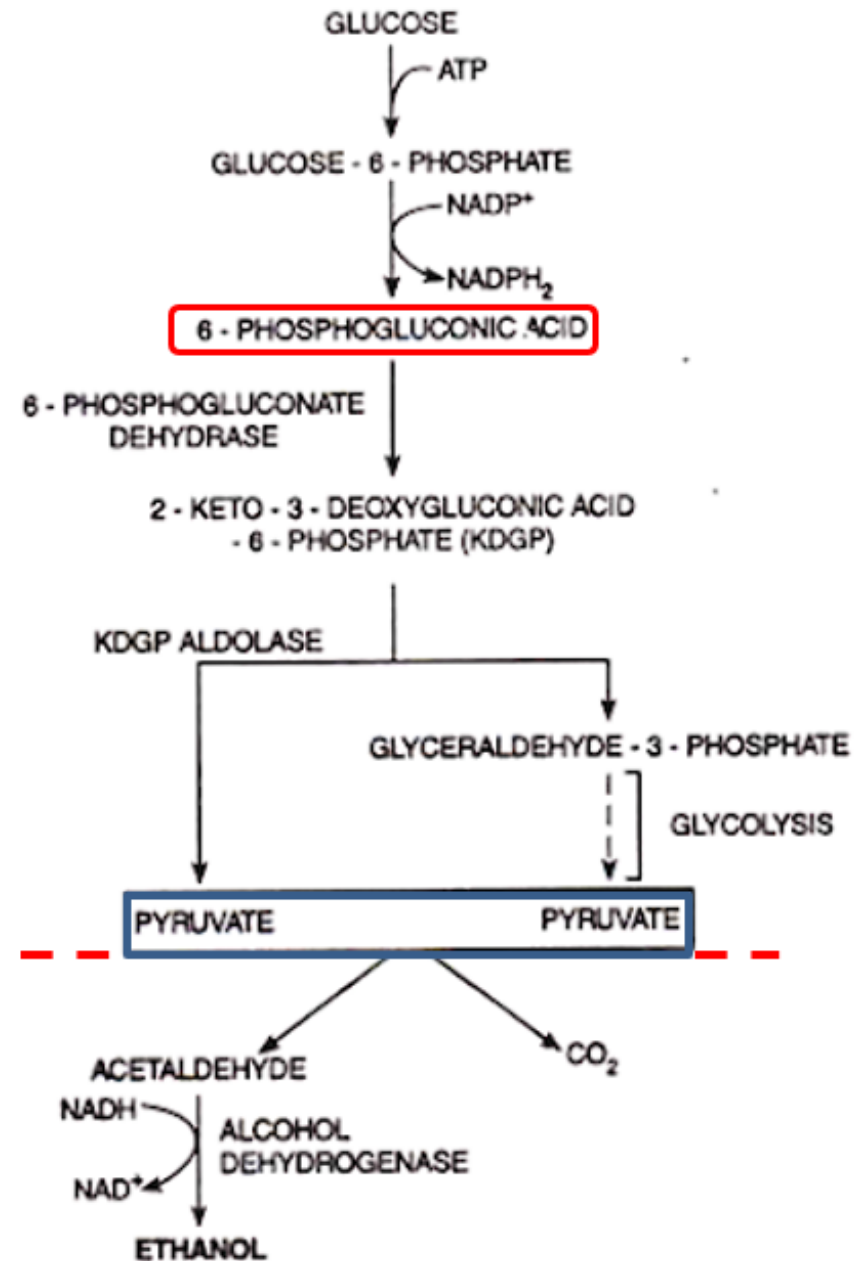 GLUCOSE
ATP
GLUCOSE - 6 - PHOSPHATE
NADP⁺
NADPH₂
6 - PHOSPHOGLUCONIC ACID
6 - PHOSPHOGLUCONATE
DEHYDRASE
2 - KETO - 3 - DEOXYGLUCONIC ACID
- 6 - PHOSPHATE (KDGP)
KDGP ALDOLASE
GLYCERALDEHYDE - 3 - PHOSPHATE
GLYCOLYSIS
PYRUVATE PYRUVATE
ACETALDEHYDE
CO₂
NADH
ALCOHOL
DEHYDROGENASE
NAD⁺
ETHANOL